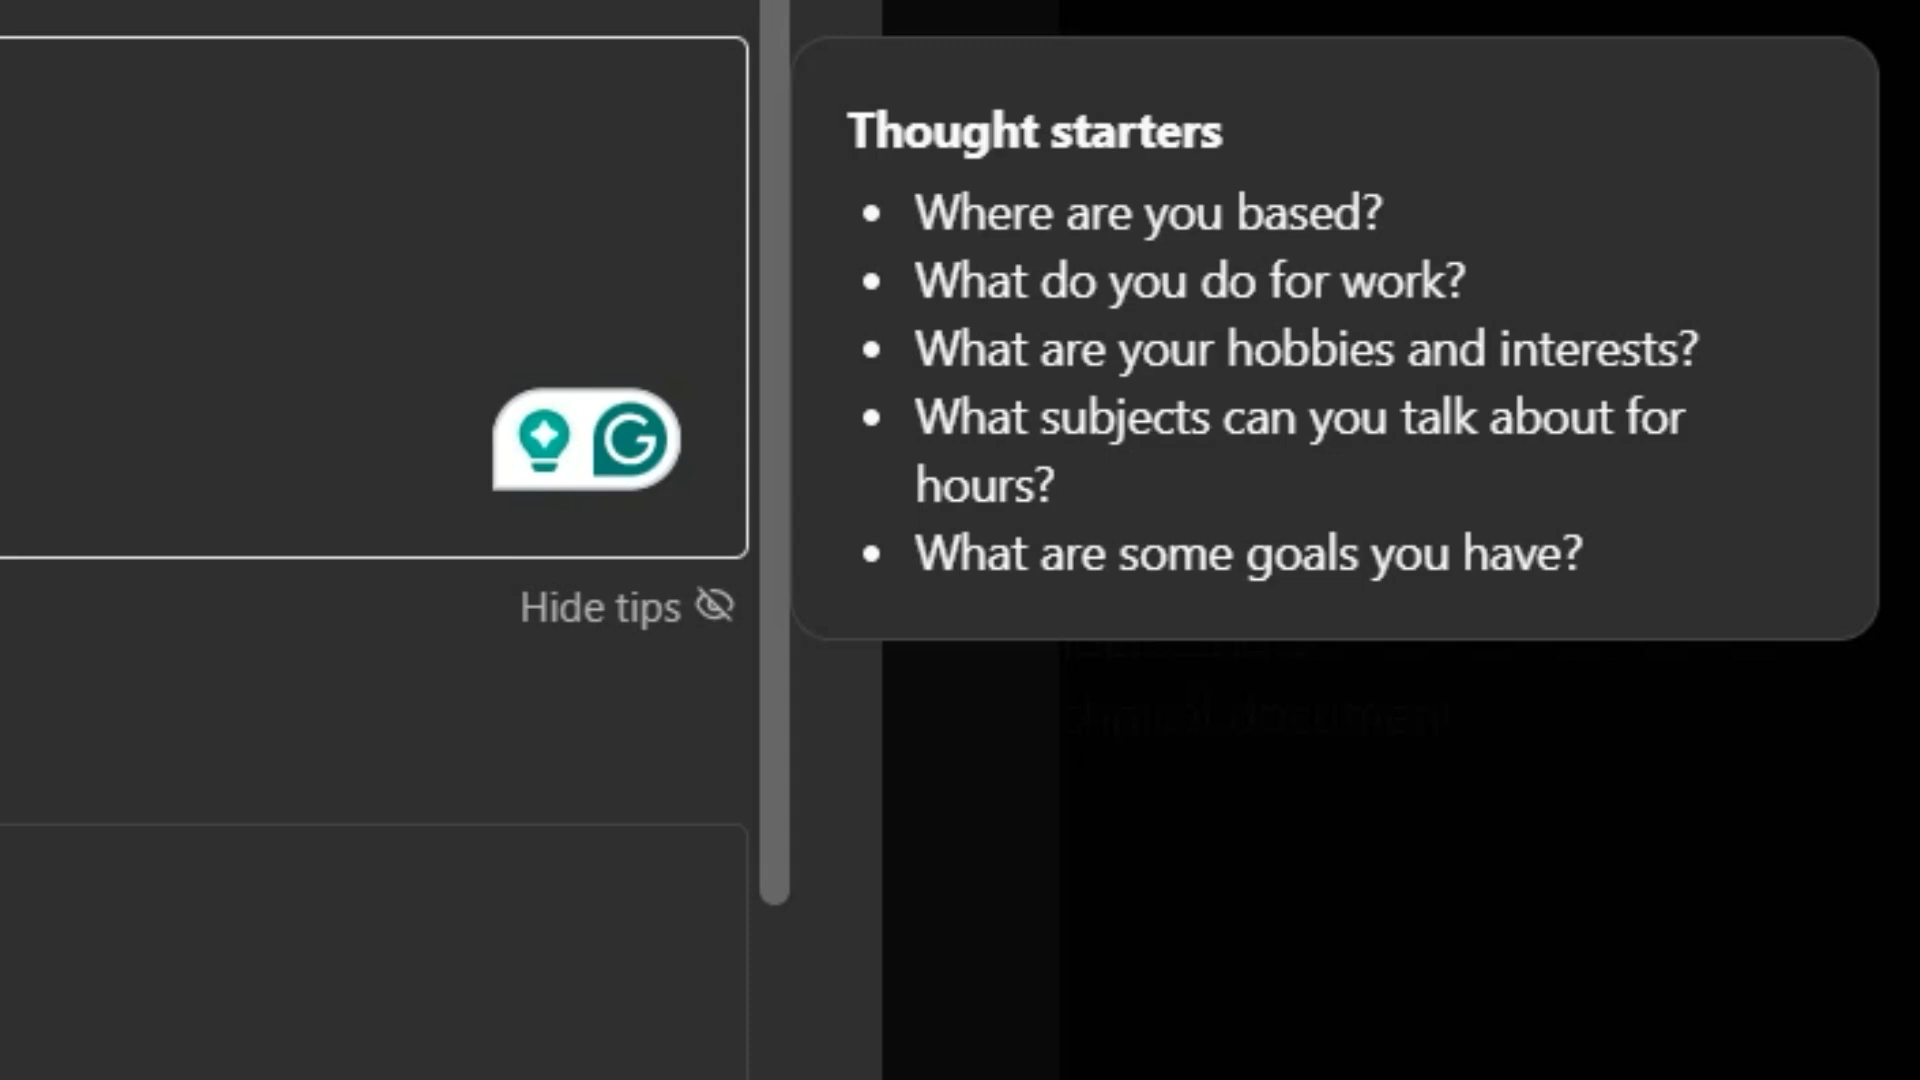 Thought starters
Where are you based?
What do you do for work?
What are your hobbies and interests?
What subjects can you talk about for
hours?
What are some goals you have?
Hide tips